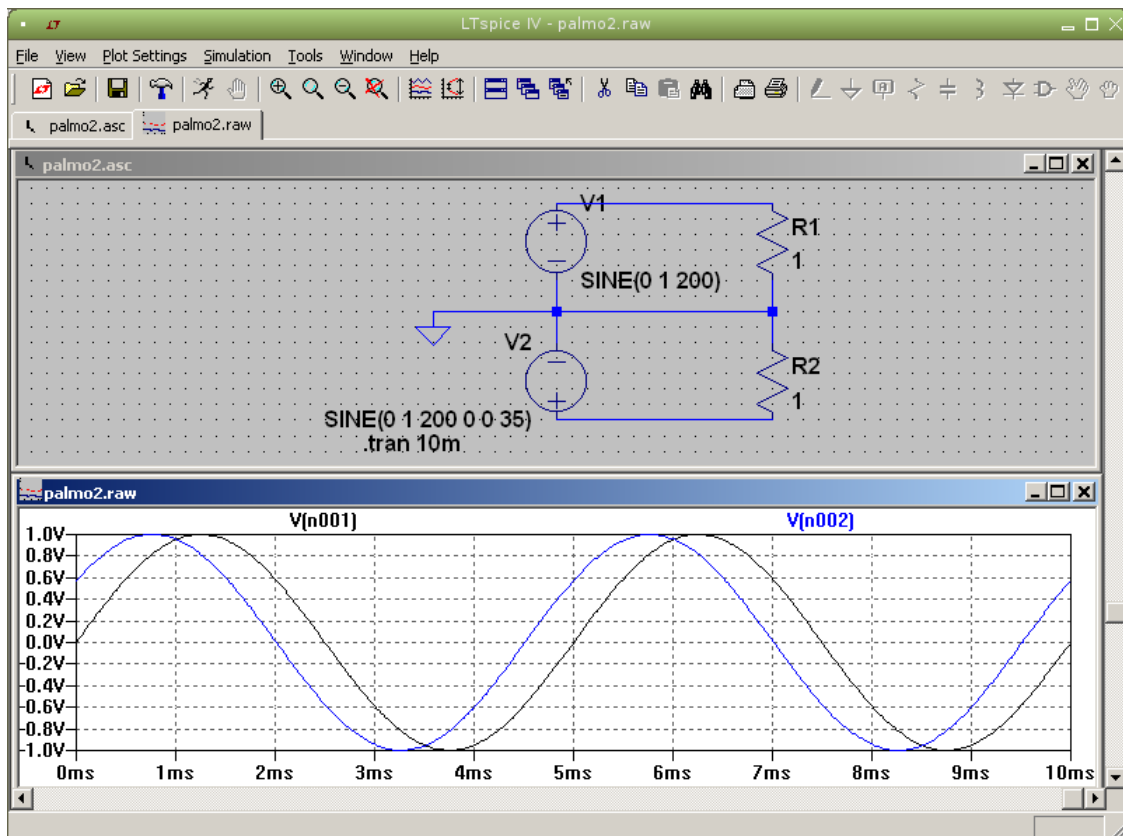 LTspice IV - palmo2.raw
File View Plot Settings Simulation Tools Window Help
palmo2.asc palmo2.raw
palmo2.asc
V1
R1
1
SINE(0 1 200)
V2
R2
1
SINE(0 1 200 0 0 35)
.tran 10m
palmo2.raw
V(n001) V(n002)
1.0V
0.8V
0.6V
0.4V
0.2V
0.0V
-0.2V
-0.4V
-0.6V
-0.8V
-1.0V
0ms 1ms 2ms 3ms 4ms 5ms 6ms 7ms 8ms 9ms 10ms